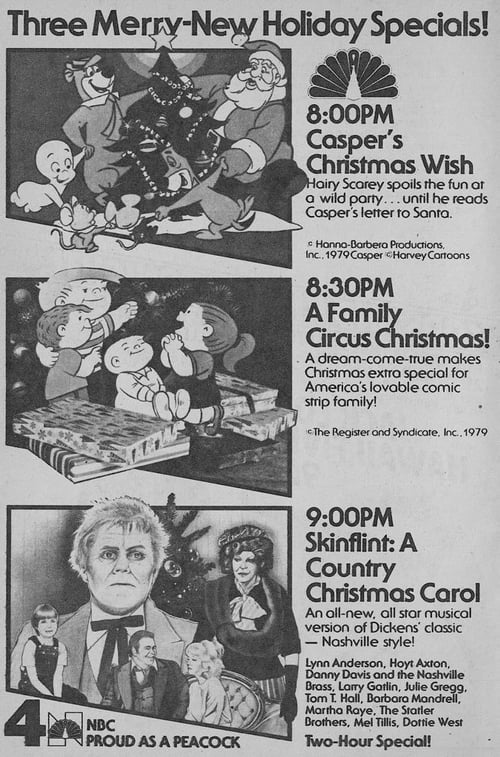 Three Merry-New Holiday Specials!
8:00PM
Casper's
Christmas Wish
Hairy Scarey spoils the fun at
a wild party...until he reads
Casper's letter to Santa.
© Hanna-Barbera Productions,
Inc., 1979 Casper © Harvey Cartoons
8:30PM
A Family
Circus Christmas!
A dream-come-true makes
Christmas extra special for
America's lovable comic
strip family!
© The Register and Syndicate, Inc., 1979
9:00PM
Skinflint: A
Country
Christmas Carol
An all-new, all star musical
version of Dickens' classic
— Nashville style!
Lynn Anderson, Hoyt Axton,
Danny Davis and the Nashville
Brass, Larry Gatlin, Julie Gregg,
Tom T. Hall, Barbara Mandrell,
Martha Raye, The Statler
Brothers, Mel Tillis, Dottie West
Two-Hour Special!
4 NBC
PROUD AS A PEACOCK